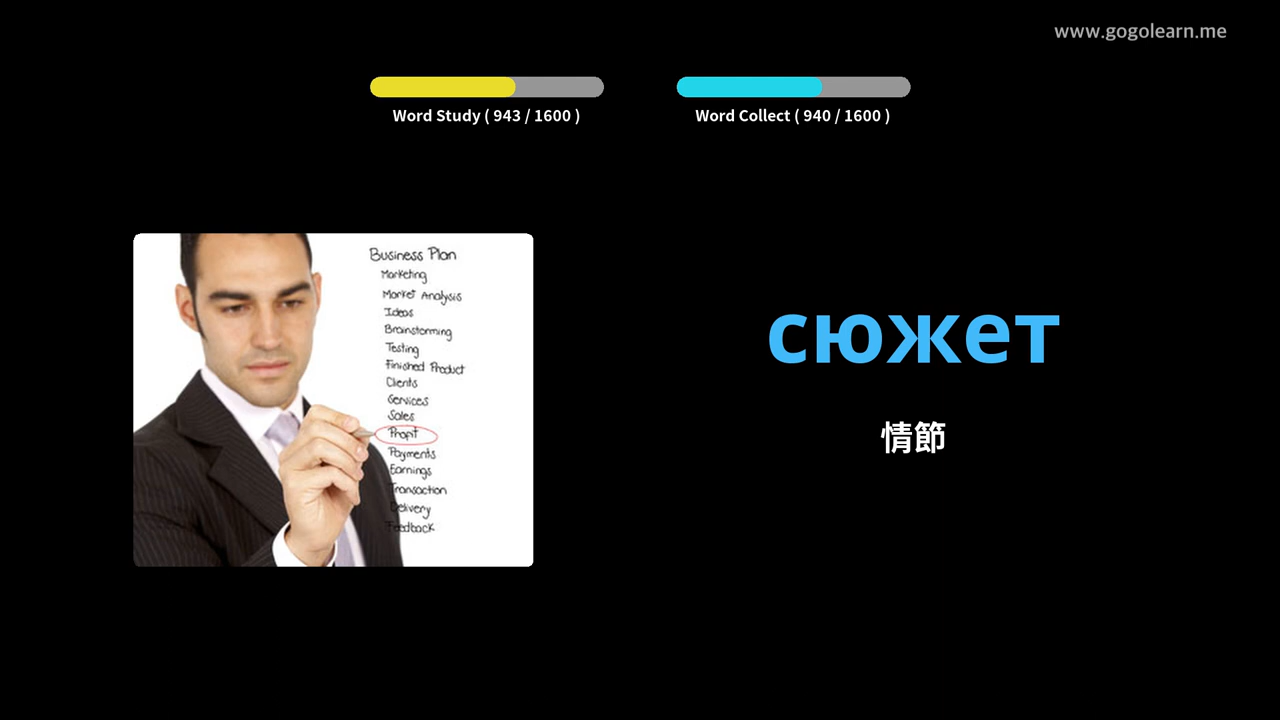 www.gogolearn.me
Word Study ( 943 / 1600 )
Word Collect ( 940 / 1600 )
Business Plan
Marketing
Market Analysis
Ideas
Brainstorming
Testing
Finished Product
Clients
Services
Sales
Profit
Payments
Earnings
Transaction
Delivery
Feedback
сюжет
情節